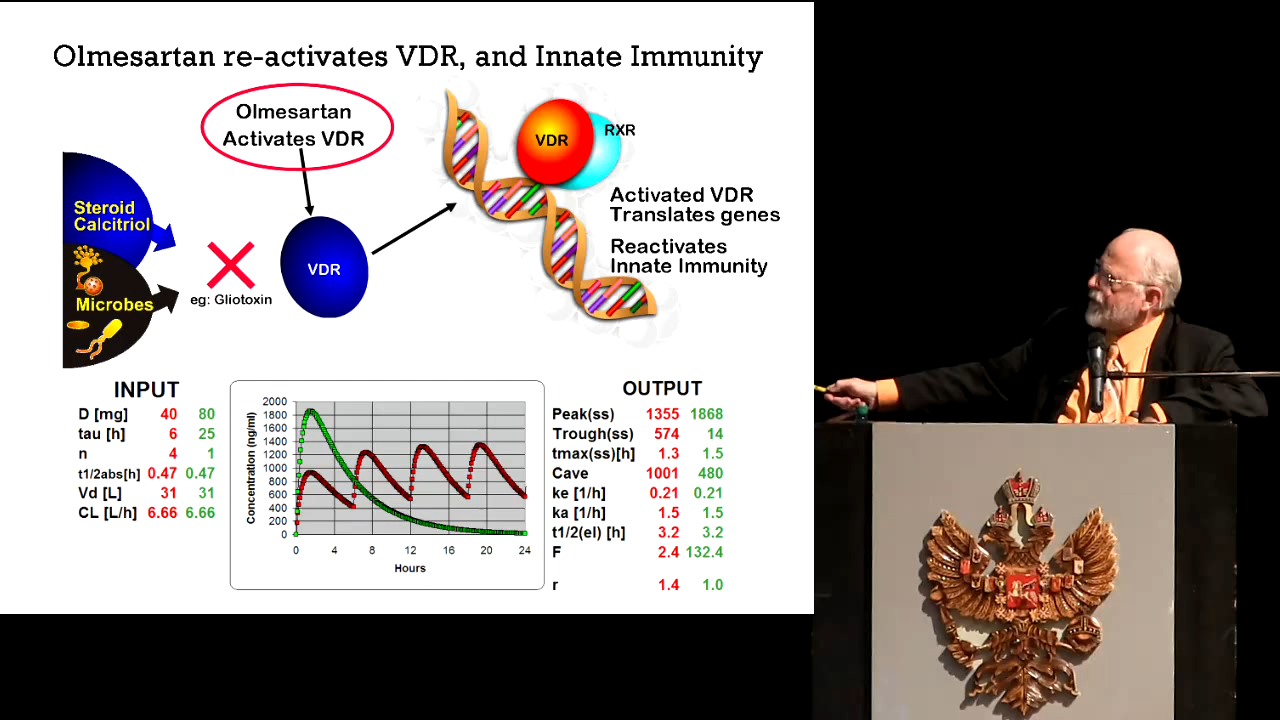 Olmesartan re-activates VDR, and Innate Immunity
Olmesartan
Activates VDR
VDR
RXR
Steroid
Calcitriol
Microbes
eg: Gliotoxin
VDR
Activated VDR
Translates genes
Reactivates
Innate Immunity
INPUT
D [mg] 40 80
tau [h] 6 25
n 4 1
t1/2abs[h] 0.47 0.47
Vd [L] 31 31
CL [L/h] 6.66 6.66
Concentration (ng/ml)
2000
1800
1600
1400
1200
1000
800
600
400
200
0
0 4 8 12 16 20 24
Hours
OUTPUT
Peak(ss) 1355 1868
Trough(ss) 574 14
tmax(ss)[h] 1.3 1.5
Cave 1001 480
ke [1/h] 0.21 0.21
ka [1/h] 1.5 1.5
t1/2(el) [h] 3.2 3.2
F 2.4 132.4
r 1.4 1.0